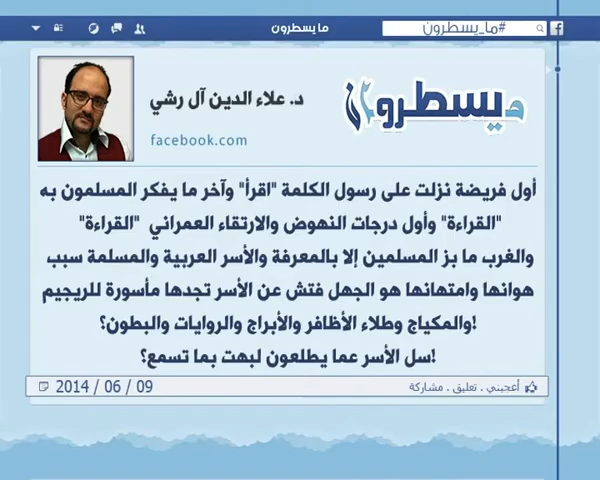 ما يسطرون
#ما_يسطرون
ما يسطرون
د. علاء الدين آل رشي
facebook.com
أول فريضة نزلت على رسول الكلمة "اقرأ" وآخر ما يفكر المسلمون به
"القراءة" وأول درجات النهوض والارتقاء العمراني "القراءة"
والغرب ما بز المسلمين إلا بالمعرفة والأسر العربية والمسلمة سبب
هوانها وامتهانها هو الجهل فتش عن الأسر تجدها مأسورة للريجيم
!والمكياج وطلاء الأظافر والأبراج والروايات والبطون؟
!سل الأسر عما يطلعون لبهت بما تسمع؟
أعجبني . تعليق . مشاركة
2014 / 06 / 09